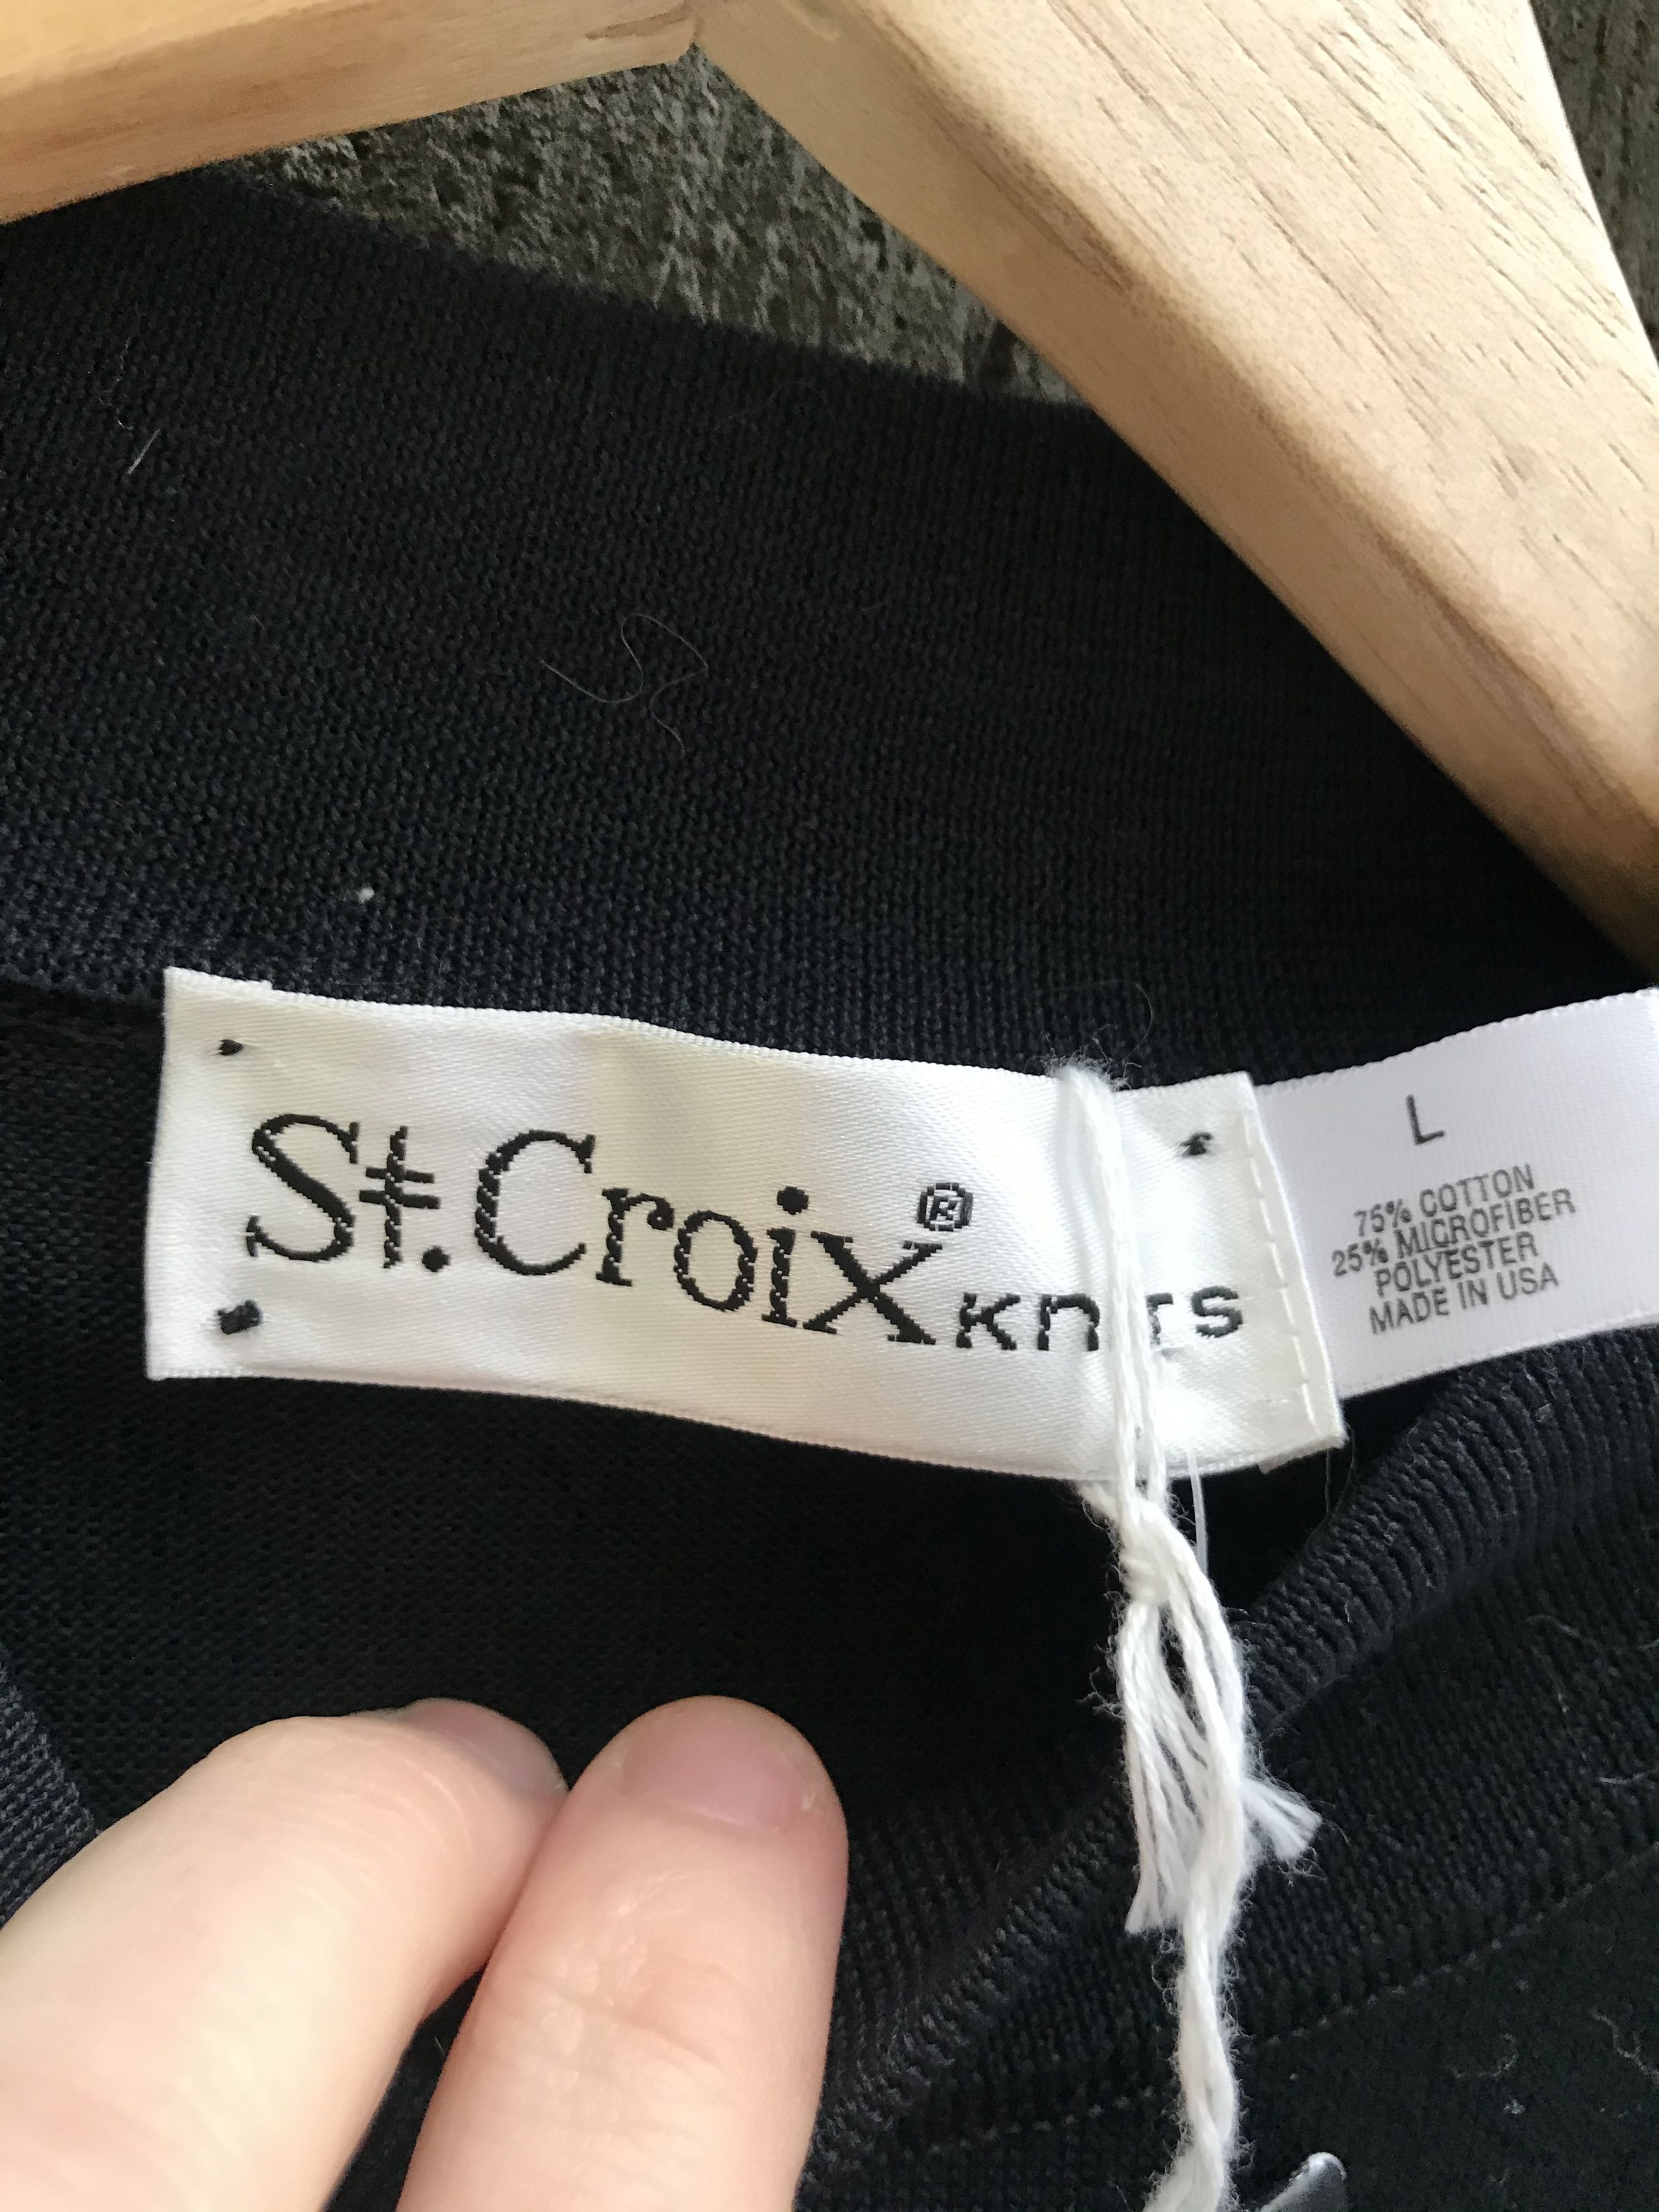 St.Croix® KNITS
L
75% COTTON
25% MICROFIBER
POLYESTER
MADE IN USA